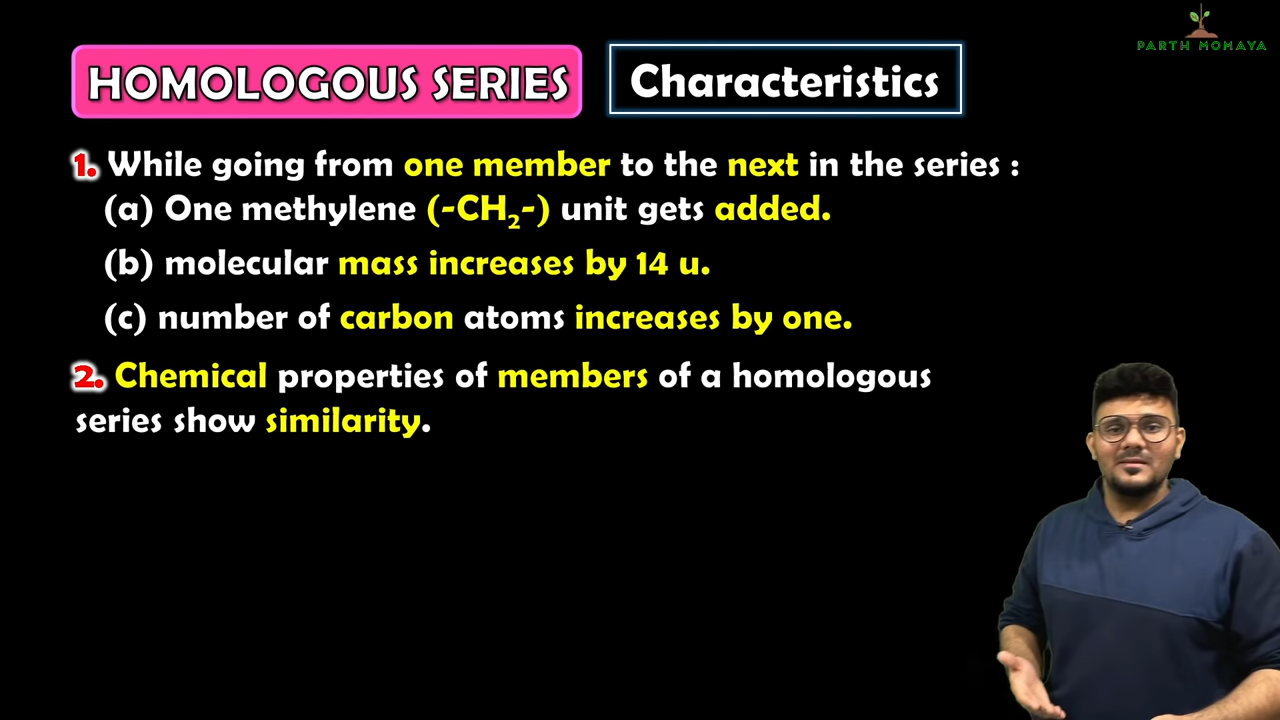 PARTH MOMAYA
HOMOLOGOUS SERIES
Characteristics
1. While going from one member to the next in the series :
(a) One methylene (-CH₂-) unit gets added.
(b) molecular mass increases by 14 u.
(c) number of carbon atoms increases by one.
2. Chemical properties of members of a homologous
series show similarity.